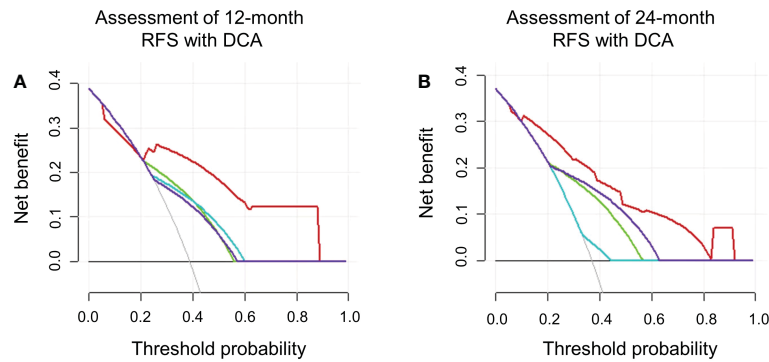 Assessment of 12-month
RFS with DCA
A
Net benefit
0.4
0.3
0.2
0.1
0.0
0.0 0.2 0.4 0.6 0.8 1.0
Threshold probability
Assessment of 24-month
RFS with DCA
B
Net benefit
0.4
0.3
0.2
0.1
0.0
0.0 0.2 0.4 0.6 0.8 1.0
Threshold probability